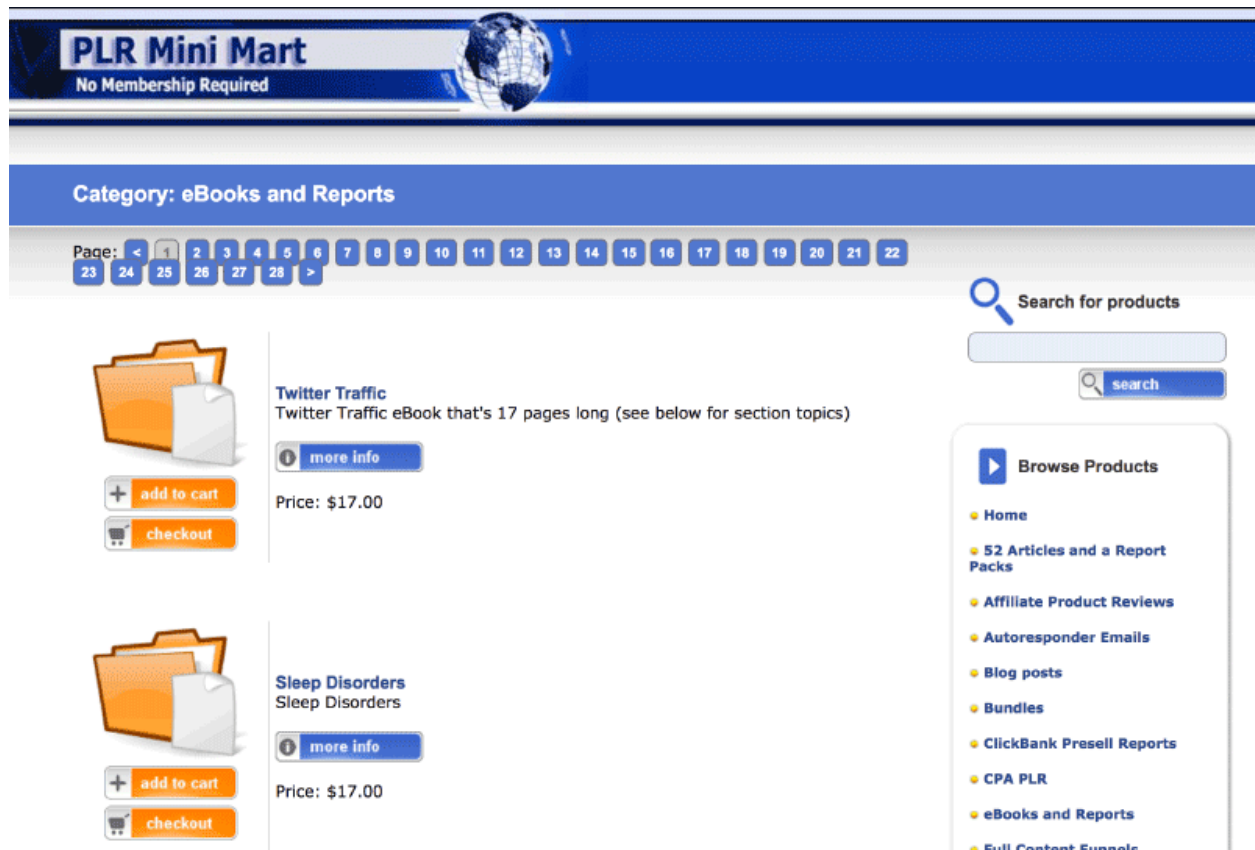 PLR Mini Mart
No Membership Required
Category: eBooks and Reports
Page: < 1 2 3 4 5 6 7 8 9 10 11 12 13 14 15 16 17 18 19 20 21 22
23 24 25 26 27 28 >
Search for products
search
Twitter Traffic
Twitter Traffic eBook that's 17 pages long (see below for section topics)
more info
Price: $17.00
add to cart
checkout
Sleep Disorders
Sleep Disorders
more info
Price: $17.00
add to cart
checkout
Browse Products
Home
52 Articles and a Report
Packs
Affiliate Product Reviews
Autoresponder Emails
Blog posts
Bundles
ClickBank Presell Reports
CPA PLR
eBooks and Reports
Full Content Funnels